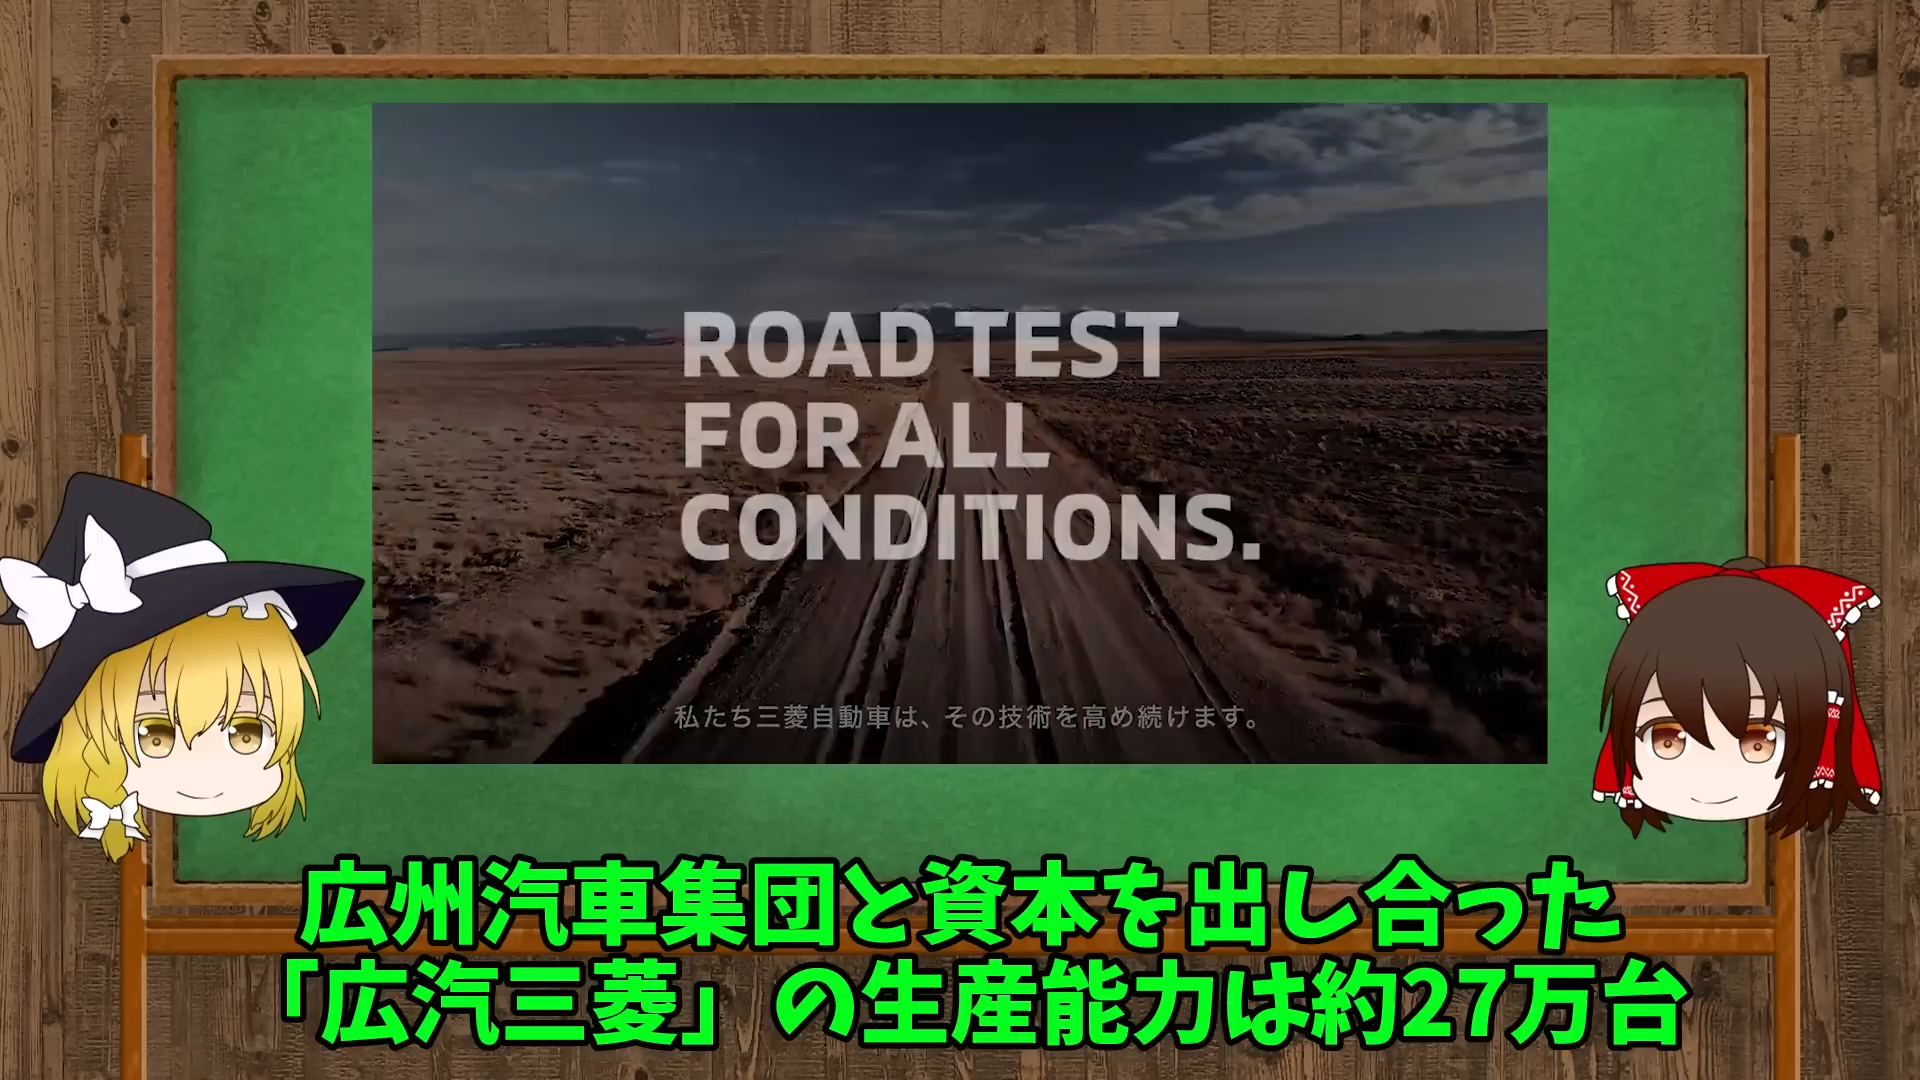 ROAD TEST
FOR ALL
CONDITIONS.
私たち三菱自動車は、その技術を高め続けます。
広州汽車集団と資本を出し合った
「広汽三菱」の生産能力は約27万台